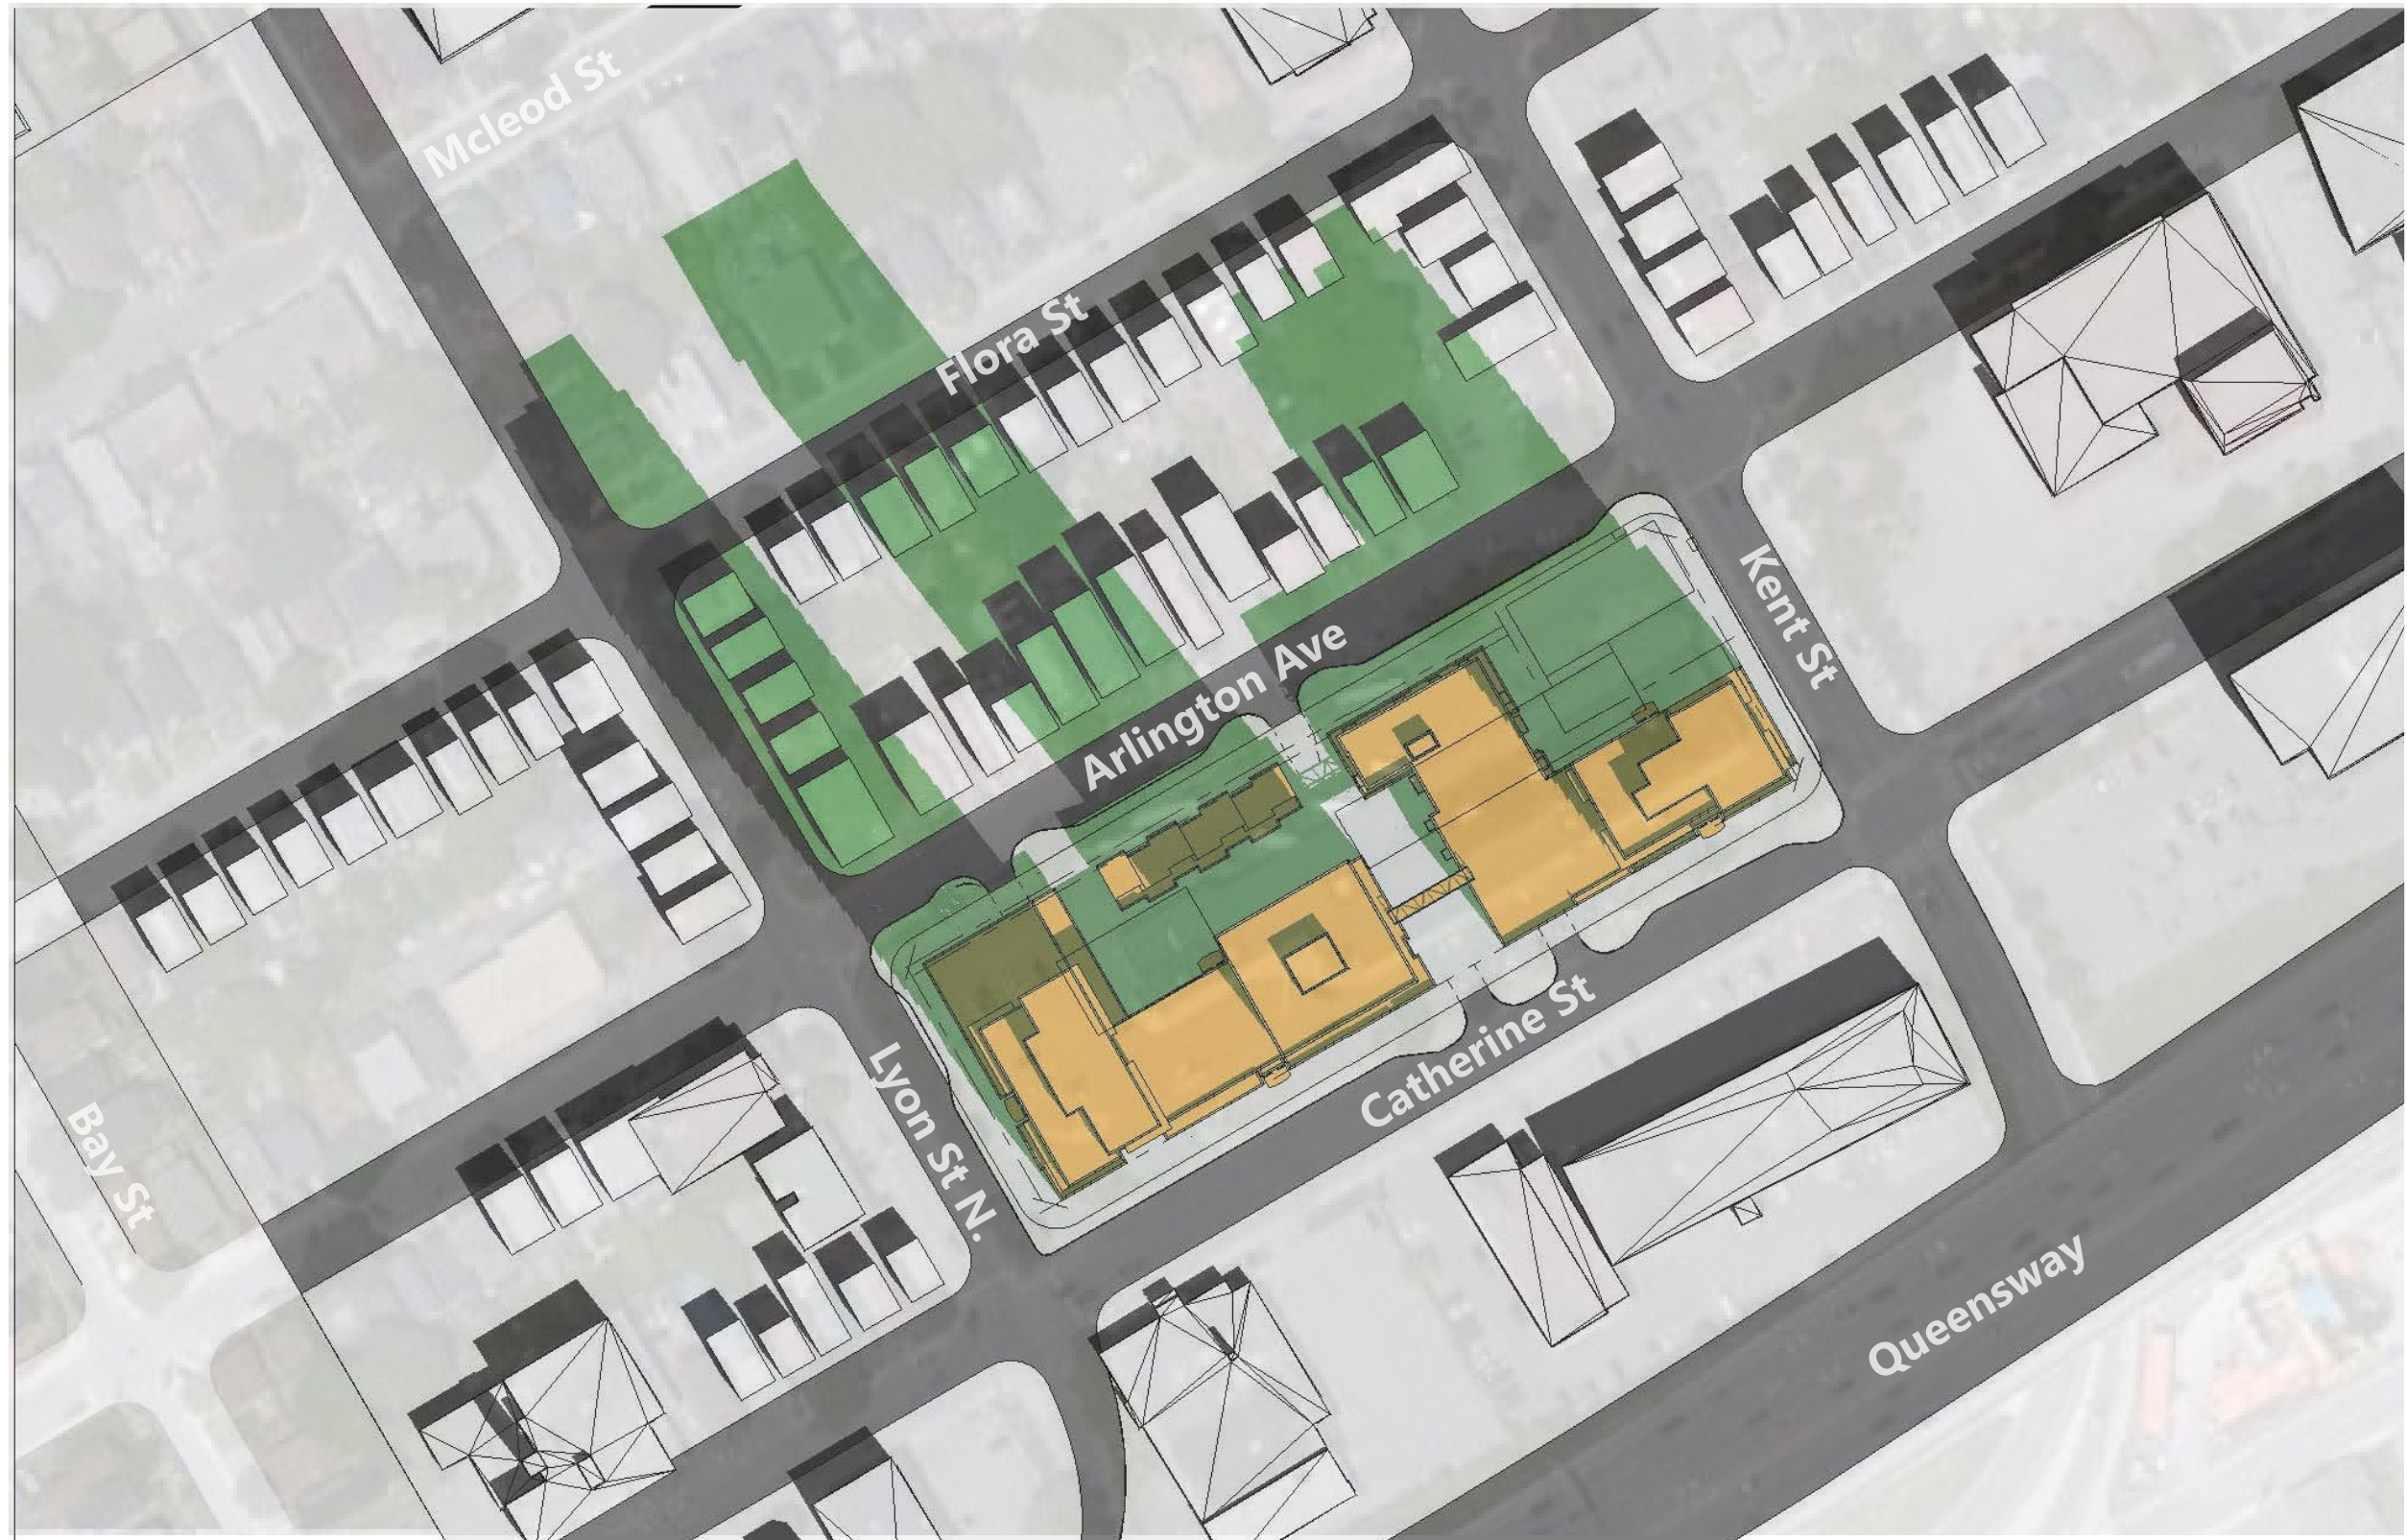 Mcleod St
Flora St
Kent St
Arlington Ave
Catherine St
Lyon St N.
Bay St
Queensway